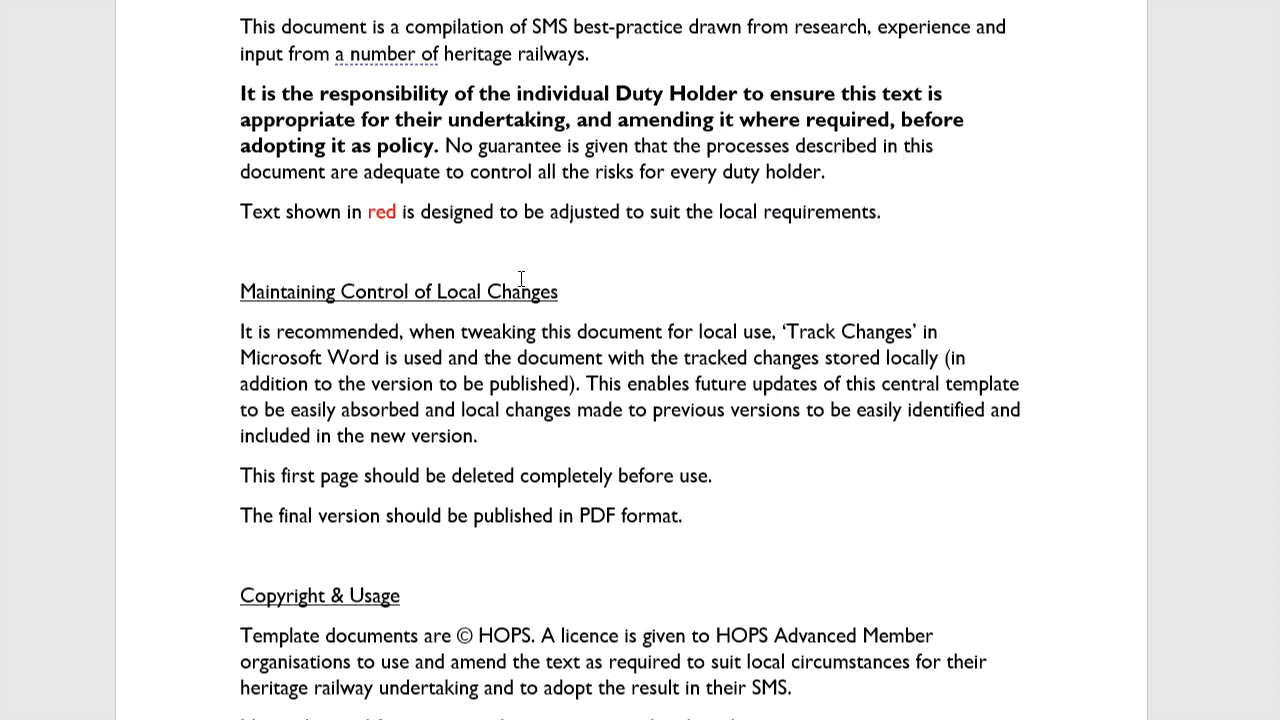 This document is a compilation of SMS best-practice drawn from research, experience and
input from a number of heritage railways.
It is the responsibility of the individual Duty Holder to ensure this text is
appropriate for their undertaking, and amending it where required, before
adopting it as policy. No guarantee is given that the processes described in this
document are adequate to control all the risks for every duty holder.
Text shown in red is designed to be adjusted to suit the local requirements.
Maintaining Control of Local Changes
It is recommended, when tweaking this document for local use, ‘Track Changes’ in
Microsoft Word is used and the document with the tracked changes stored locally (in
addition to the version to be published). This enables future updates of this central template
to be easily absorbed and local changes made to previous versions to be easily identified and
included in the new version.
This first page should be deleted completely before use.
The final version should be published in PDF format.
Copyright & Usage
Template documents are © HOPS. A licence is given to HOPS Advanced Member
organisations to use and amend the text as required to suit local circumstances for their
heritage railway undertaking and to adopt the result in their SMS.